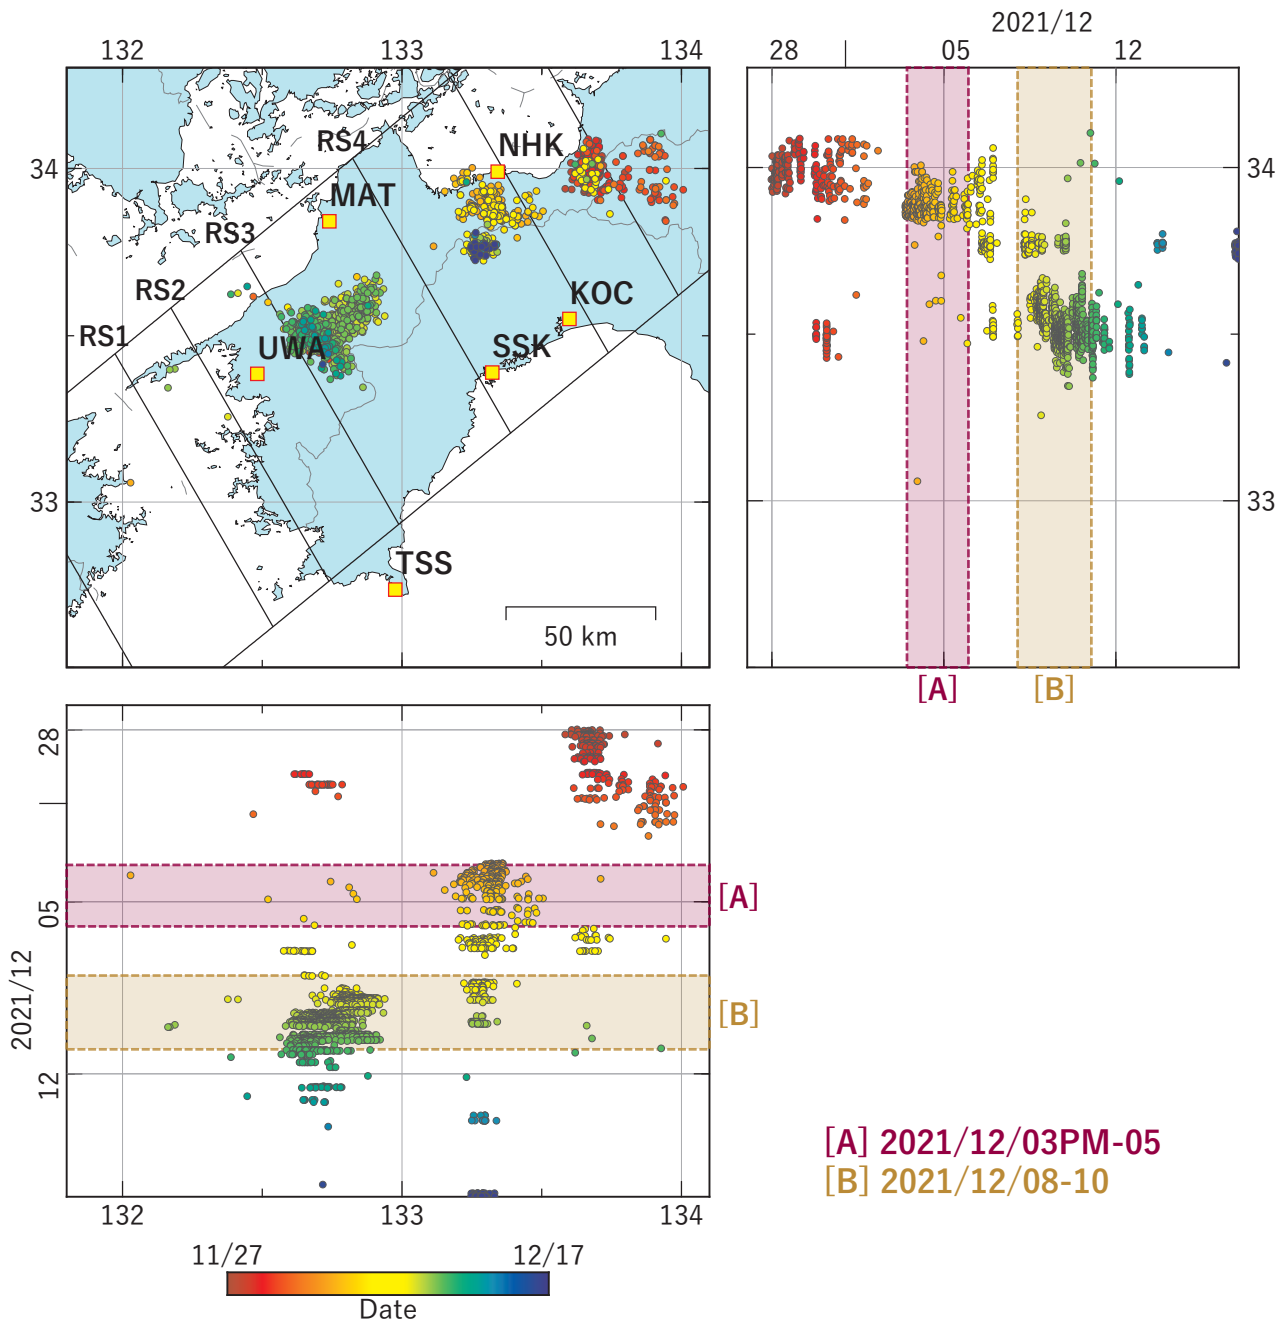 132 133 134
2021/12
28 05 12
RS4
NHK
34
MAT
RS3
RS2
KOC
RS1
UWA
SSK
33
TSS
50 km
34
33
[A] [B]
28
05
12
2021/12
[A]
[B]
132 133 134
[A] 2021/12/03PM-05
[B] 2021/12/08-10
11/27 12/17
Date